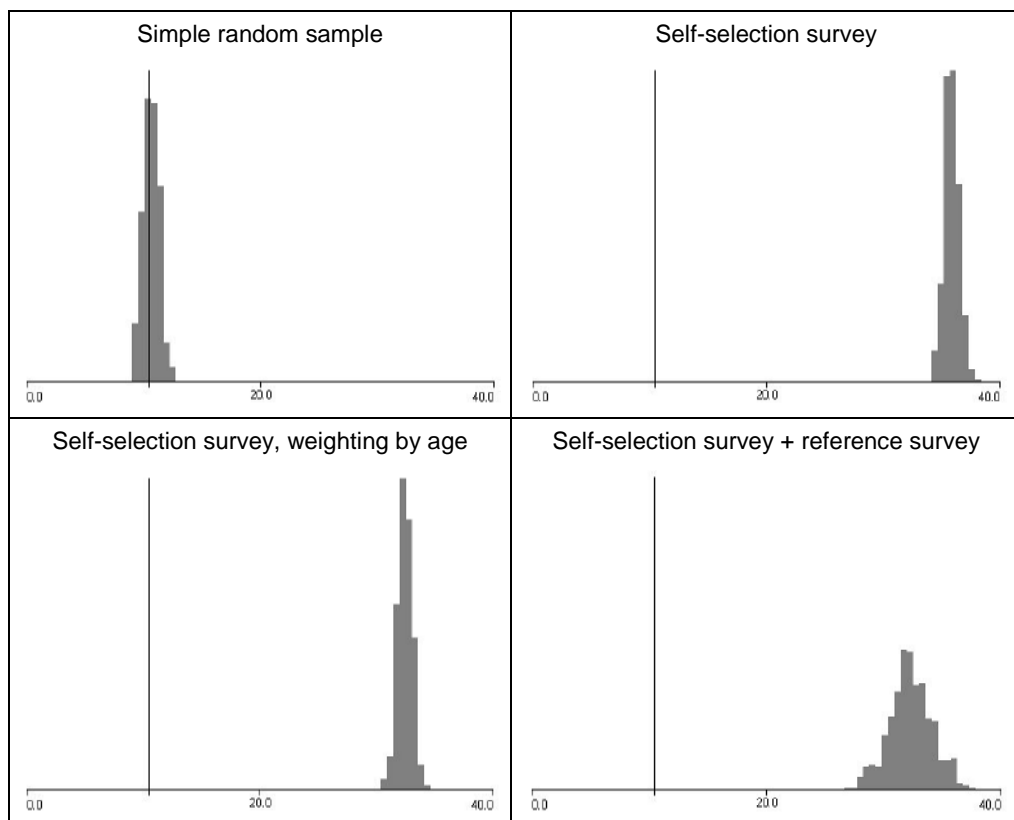 Simple random sample
Self-selection survey
0.0 20.0 40.0
0.0 20.0 40.0
Self-selection survey, weighting by age
Self-selection survey + reference survey
0.0 20.0 40.0
0.0 20.0 40.0